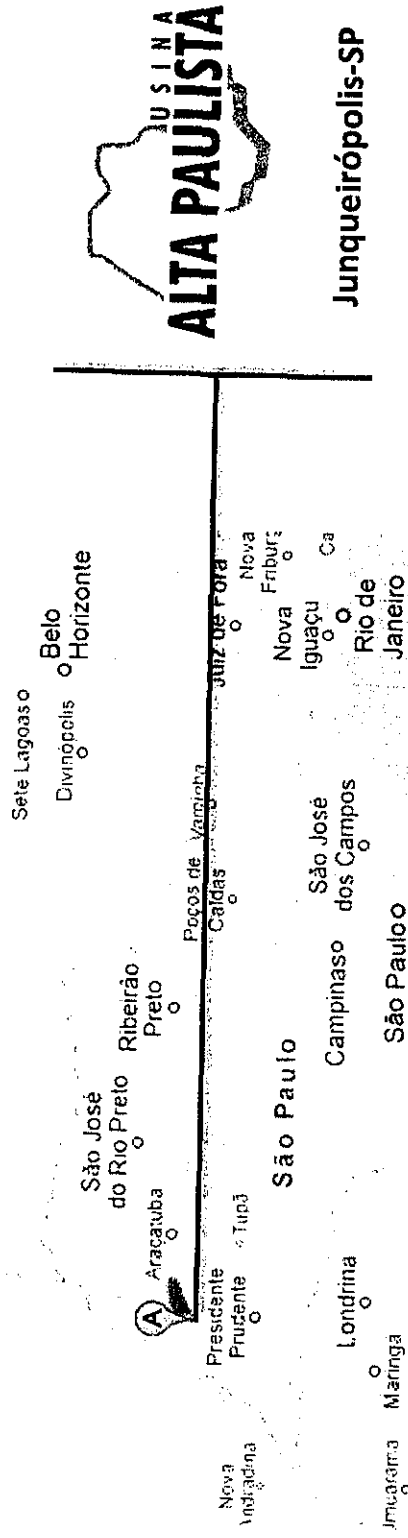 USINA
ALTA PAULISTA
Junqueirópolis-SP
Sete Lagoas
Belo
Horizonte
Divinópolis
São José
do Rio Preto
Ribeirão
Preto
Araçatuba
A
Poços de
Caldas
Varginha
Juiz de Fora
Nova
Nova
Iguaçu
Rio de
Janeiro
Ca
Presidente
Prudente
Tupã
São Paulo
São José
dos Campos
Campinas
São Paulo
Londrina
Maringá
Nova